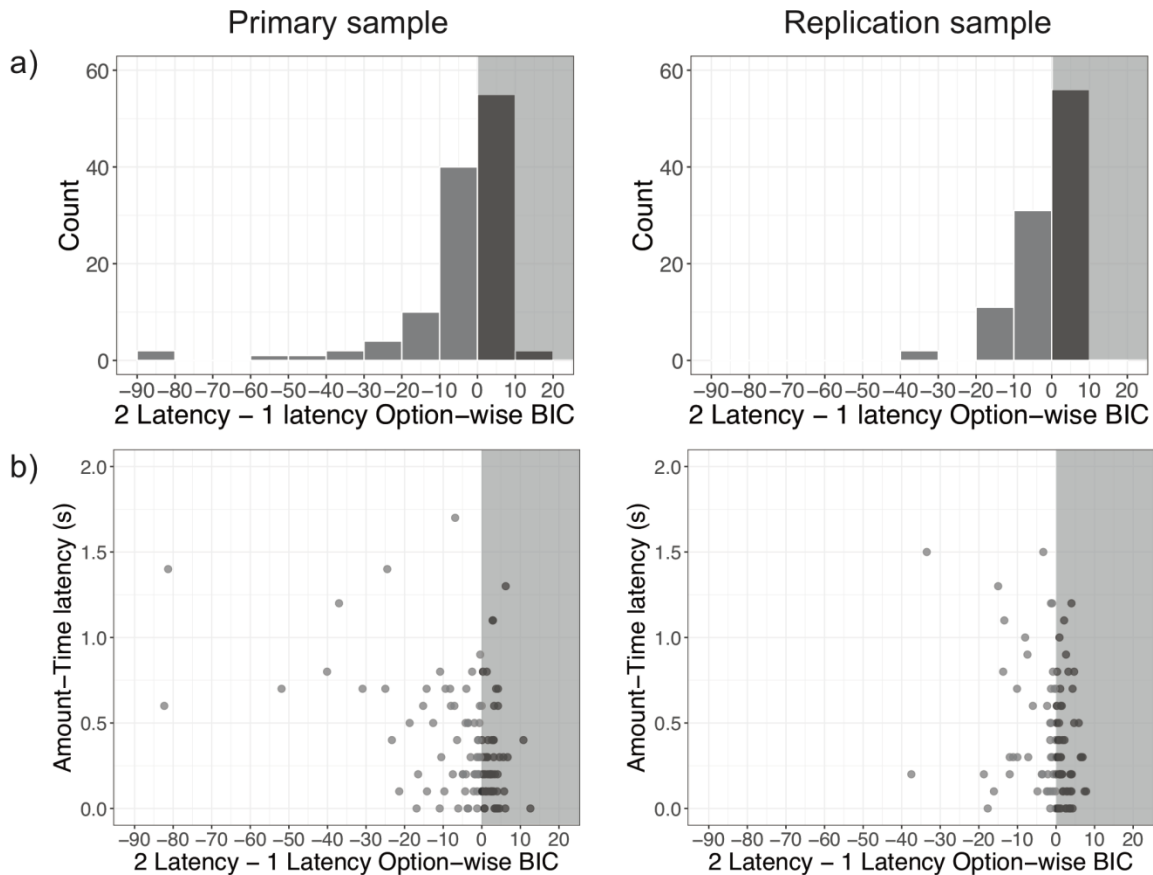 Primary sample
Replication sample
a)
60
40
20
0
Count
−90 −80 −70 −60 −50 −40 −30 −20 −10 0 10 20
2 Latency − 1 latency Option−wise BIC
60
40
20
0
Count
−90 −80 −70 −60 −50 −40 −30 −20 −10 0 10 20
2 Latency − 1 latency Option−wise BIC
b)
2.0
1.5
1.0
0.5
0.0
Amount−Time latency (s)
−90 −80 −70 −60 −50 −40 −30 −20 −10 0 10 20
2 Latency − 1 Latency Option−wise BIC
2.0
1.5
1.0
0.5
0.0
Amount−Time latency (s)
−90 −80 −70 −60 −50 −40 −30 −20 −10 0 10 20
2 Latency − 1 Latency Option−wise BIC